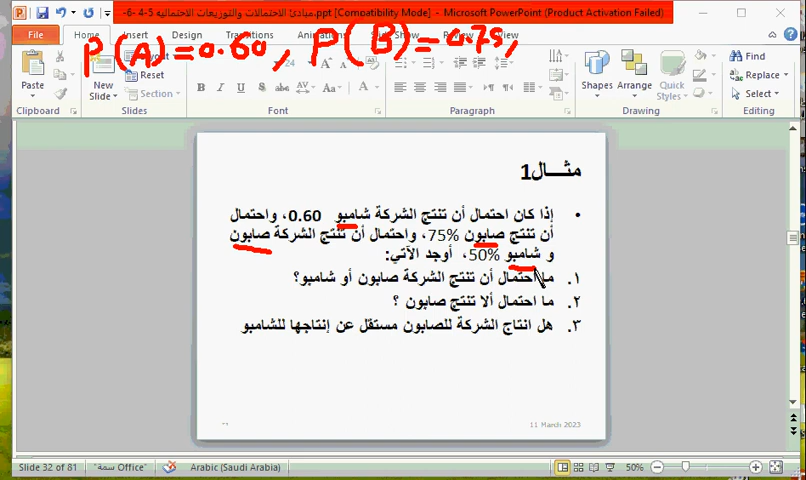 مبادئ الاحتمالات والتوزيعات الاحتمالية 5-4 -6-.ppt [Compatibility Mode] - Microsoft PowerPoint (Product Activation Failed)
File Home Transitions Animations
P(A)=0.60, P(B)=0.75,
Paste New Slide Reset Section Shapes Arrange Quick Styles Find Replace Select
Clipboard Slides Font Paragraph Drawing Editing
مثــــال1
• إذا كان احتمال أن تنتج الشركة شامبو 0.60، واحتمال
أن تنتج صابون 75%، واحتمال أن تنتج الشركة صابون
و شامبو 50%، أوجد الآتي:
١. ما احتمال أن تنتج الشركة صابون أو شامبو؟
٢. ما احتمال ألا تنتج صابون ؟
٣. هل انتاج الشركة للصابون مستقل عن إنتاجها للشامبو
11 March 2023
Slide 32 of 81 "سمة Office" Arabic (Saudi Arabia) 50%